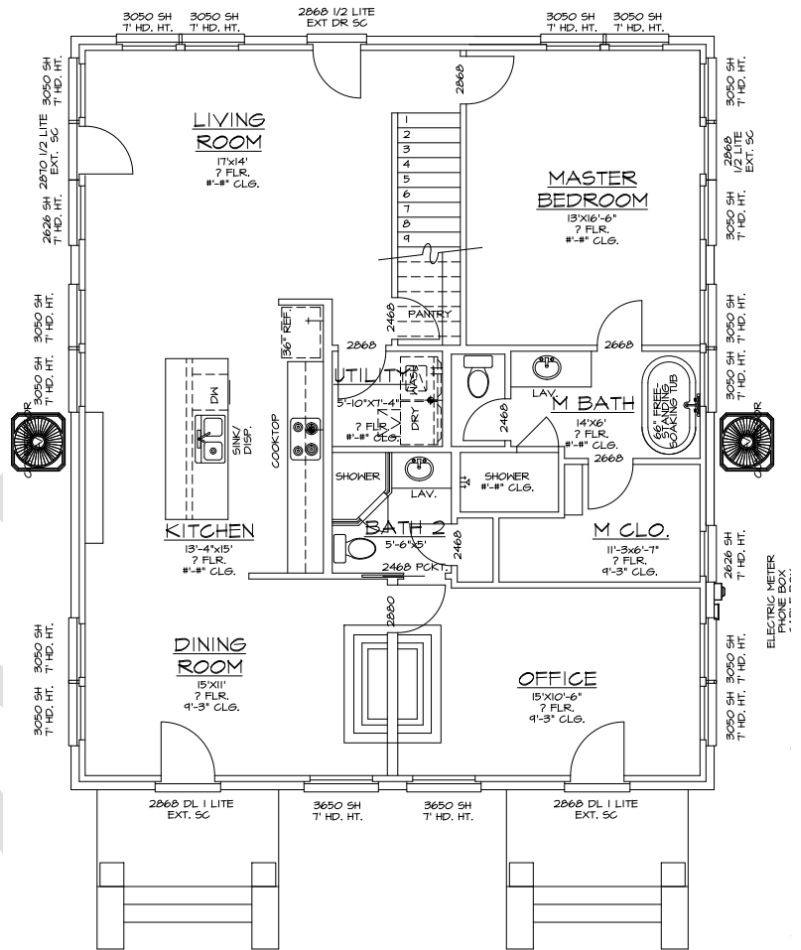 3050 SH 3050 SH
7' HD. HT. 7' HD. HT.
2868 1/2 LITE
EXT DR SC
3050 SH 3050 SH
7' HD. HT. 7' HD. HT.
3050 SH
7' HD. HT.
2870 1/2 LITE
EXT. SC
2626 SH
7' HD. HT.
3050 SH
7' HD. HT.
3050 SH
7' HD. HT.
LIVING
ROOM
17'x14'
? FLR.
#'-#" CLG.
1
2
3
4
5
6
7
8
9
2868
MASTER
BEDROOM
13'X16'-6"
? FLR.
#'-#" CLG.
3050 SH
7' HD. HT.
2868
1/2 LITE
EXT. SC
3050 SH
7' HD. HT.
3050 SH
7' HD. HT.
3050 SH
7' HD. HT.
PANTRY
2468
36" REF.
2868
UTILITY
5'-10"X7'-4"
? FLR.
#'-#" CLG.
WASH
DRY
2668
LAV.
M BATH
14'X6'
? FLR.
#'-#" CLG.
2468
66" FREE-
STANDING
SOAKING TUB
DW
SINK/
DISP.
COOKTOP
KITCHEN
13'-4"x15'
? FLR.
#'-#" CLG.
SHOWER
LAV.
BATH 2
5'-6"x5'
2468
2468 PCKT.
SHOWER
#'-#" CLG.
2668
M CLO.
11'-3x6'-7"
? FLR.
9'-3" CLG.
2626 SH
7' HD. HT.
ELECTRIC METER
PHONE BOX
2880
DINING
ROOM
15'X11'
? FLR.
9'-3" CLG.
OFFICE
15'X10'-6"
? FLR.
9'-3" CLG.
3050 SH
7' HD. HT.
3050 SH
7' HD. HT.
3050 SH
7' HD. HT.
3050 SH
7' HD. HT.
2868 DL 1 LITE
EXT. SC
3650 SH
7' HD. HT.
3650 SH
7' HD. HT.
2868 DL 1 LITE
EXT. SC